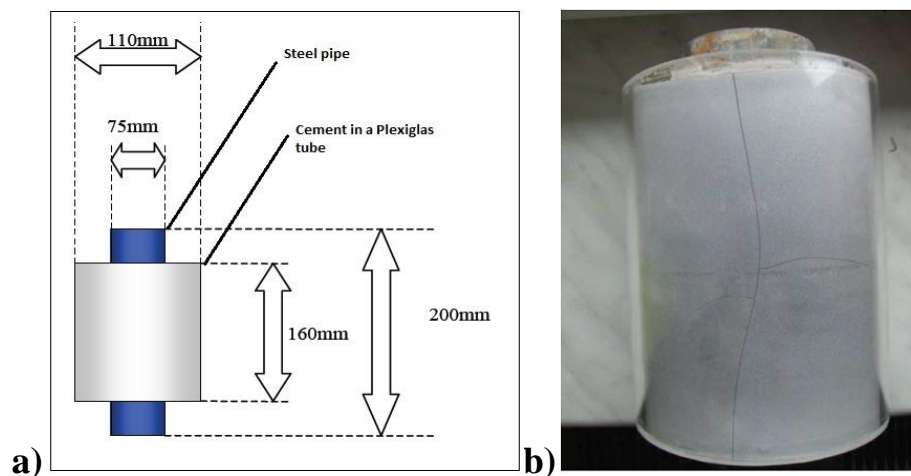 110mm
Steel pipe
Cement in a Plexiglas
tube
75mm
160mm
200mm
a)
b)